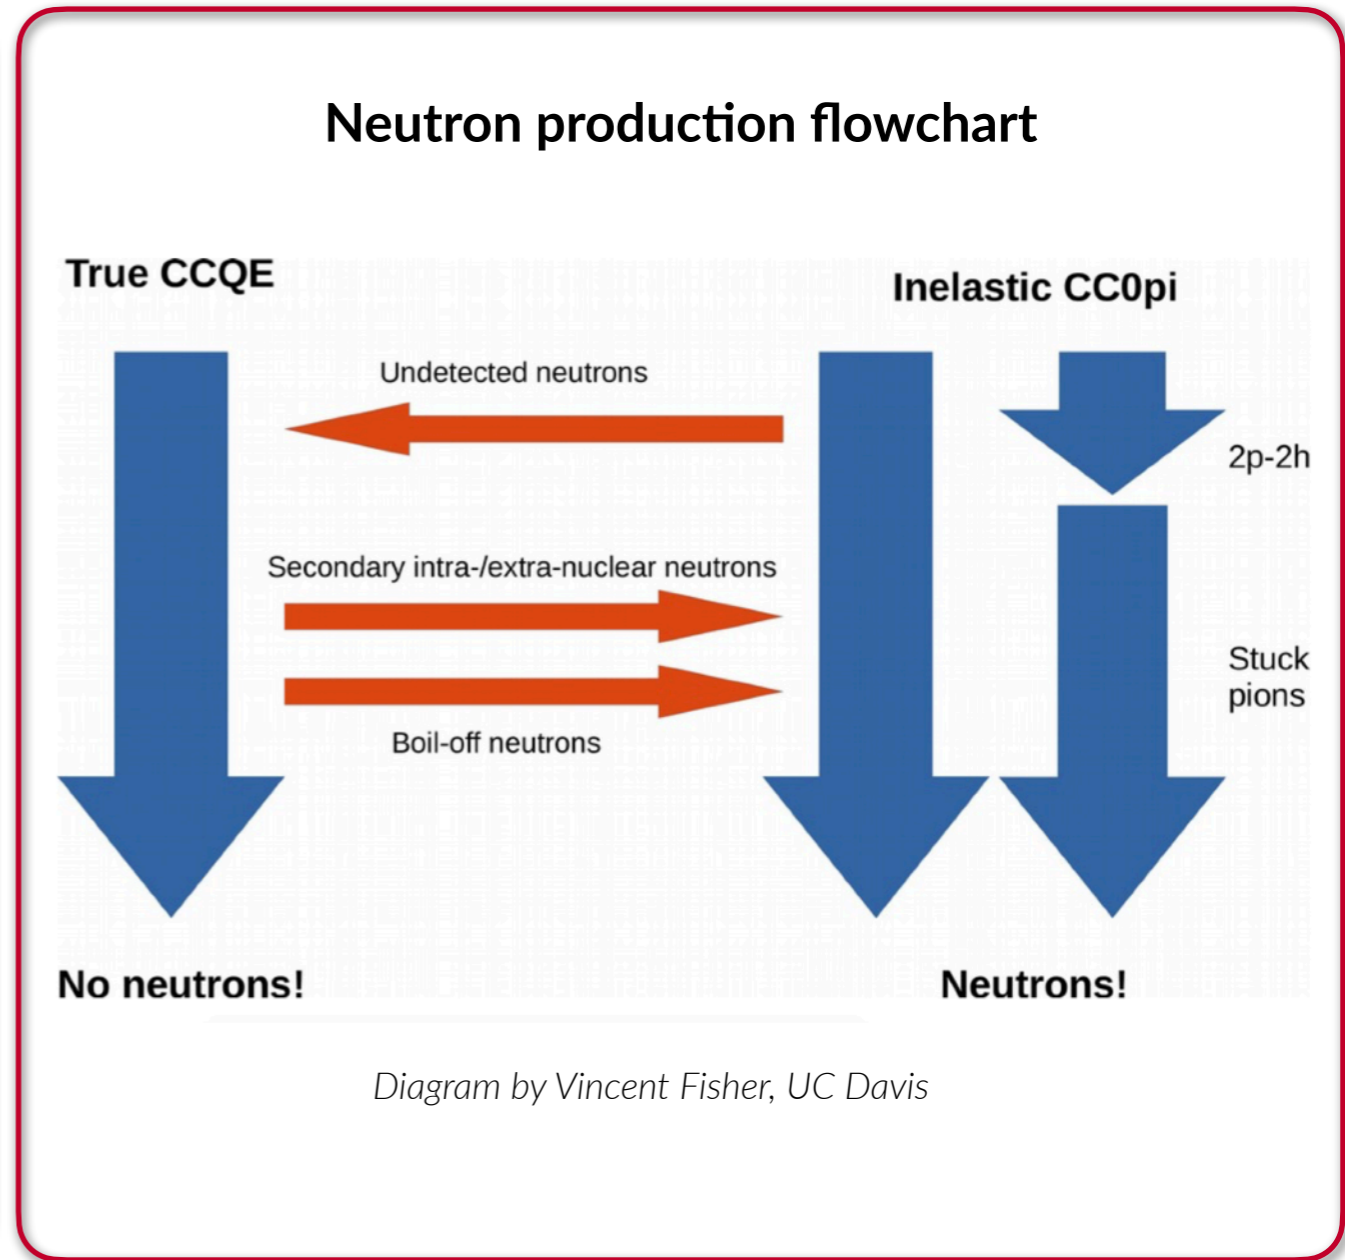 Neutron production flowchart
True CCQE
Inelastic CC0pi
Undetected neutrons
2p-2h
Secondary intra-/extra-nuclear neutrons
Stuck
pions
Boil-off neutrons
No neutrons!
Neutrons!
Diagram by Vincent Fisher, UC Davis